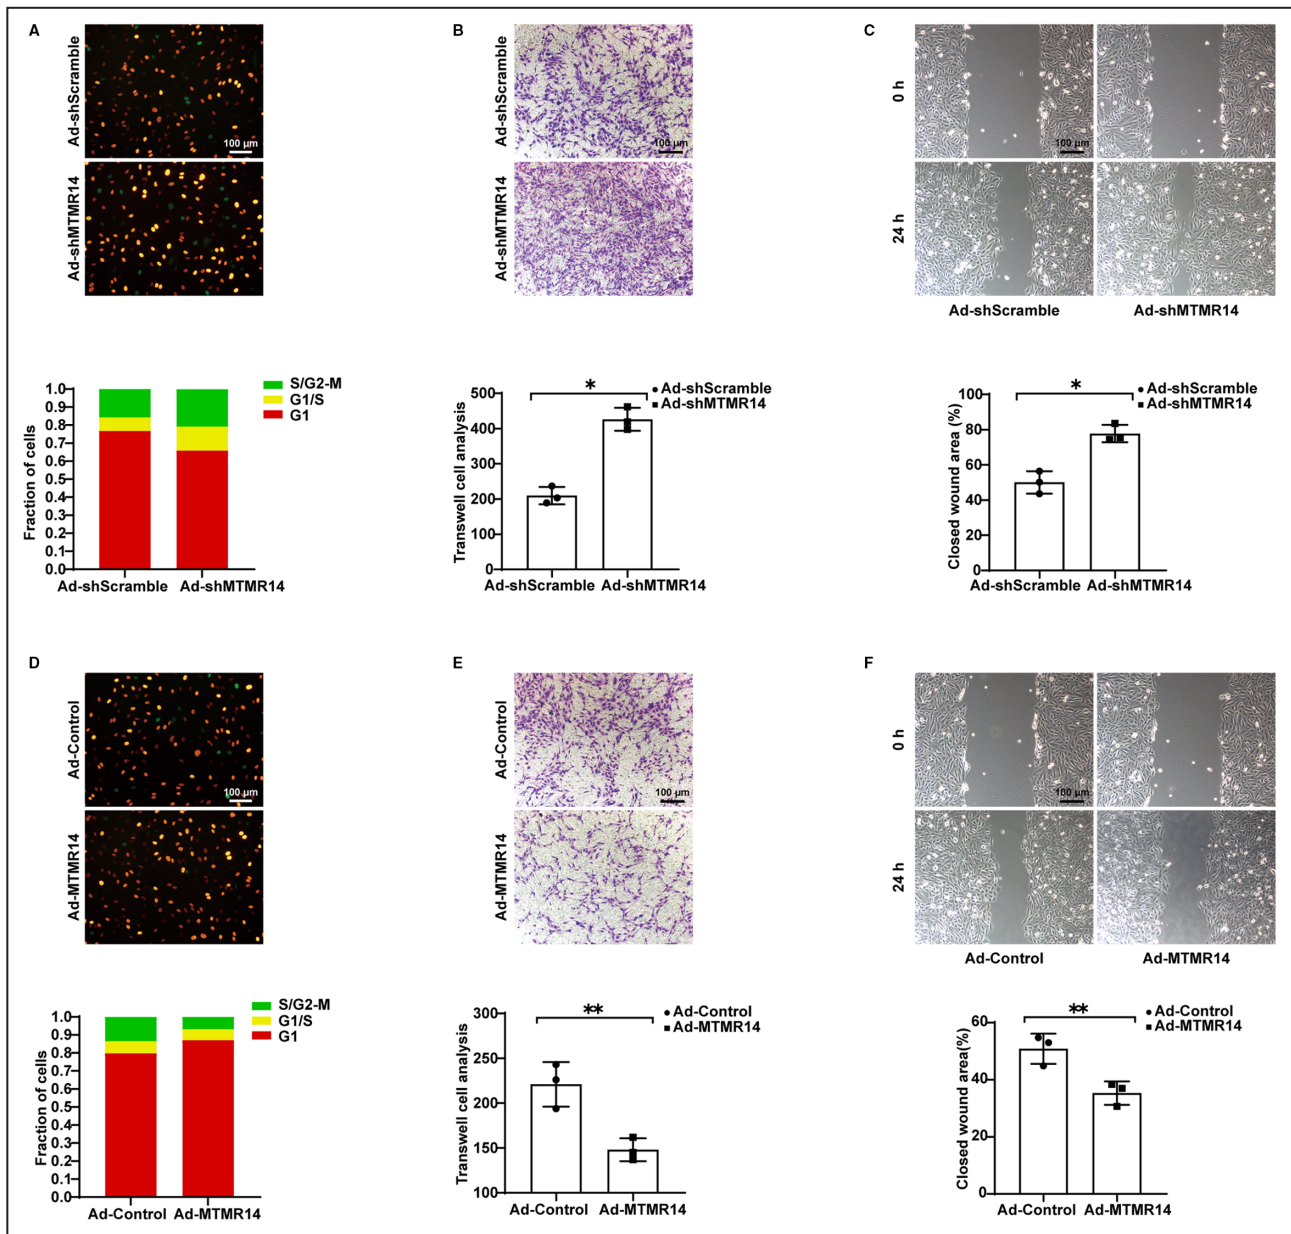 A
Ad-shScramble
100 µm
Ad-shMTMR14
Fraction of cells
1.0
0.9
0.8
0.7
0.6
0.5
0.4
0.3
0.2
0.1
0.0
S/G2-M
G1/S
G1
Ad-shScramble Ad-shMTMR14
B
Ad-shScramble
100 µm
Ad-shMTMR14
Transwell cell analysis
500
400
300
200
100
0
*
Ad-shScramble
Ad-shMTMR14
Ad-shScramble Ad-shMTMR14
C
0 h
100 µm
24 h
Ad-shScramble Ad-shMTMR14
Closed wound area (%)
100
80
60
40
20
0
*
Ad-shScramble
Ad-shMTMR14
Ad-shScramble Ad-shMTMR14
D
Ad-Control
100 µm
Ad-MTMR14
Fraction of cells
1.0
0.9
0.8
0.7
0.6
0.5
0.4
0.3
0.2
0.1
0.0
S/G2-M
G1/S
G1
Ad-Control Ad-MTMR14
E
Ad-Control
100 µm
Ad-MTMR14
Transwell cell analysis
300
250
200
150
100
**
Ad-Control
Ad-MTMR14
Ad-Control Ad-MTMR14
F
0 h
100 µm
24 h
Ad-Control Ad-MTMR14
Closed wound area(%)
60
40
20
0
**
Ad-Control
Ad-MTMR14
Ad-Control Ad-MTMR14